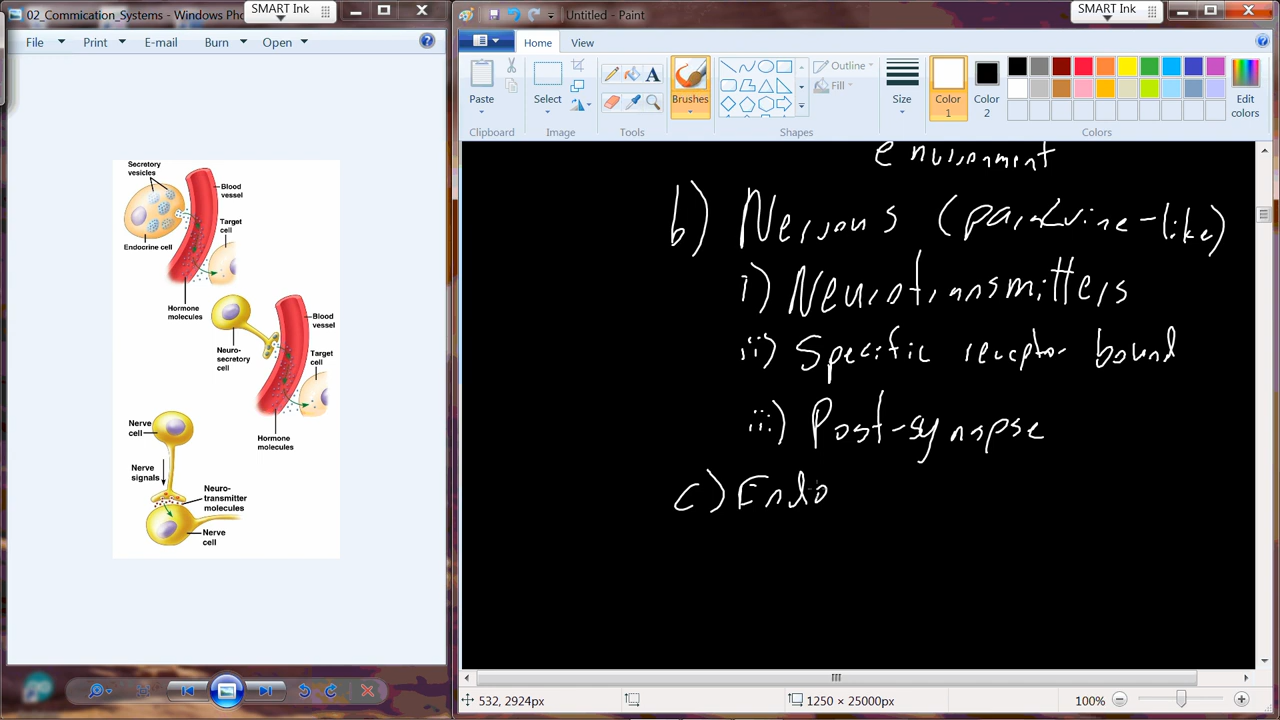 02_Commication_Systems - Windows Pho
SMART Ink
File
Print
E-mail
Burn
Open
Secretory
vesicles
Blood
vessel
Target
cell
Endocrine cell
Hormone
molecules
Blood
vessel
Neuro-
secretory
cell
Target
cell
Hormone
molecules
Nerve
cell
Nerve
signals
Neuro-
transmitter
molecules
Nerve
cell
Untitled - Paint
SMART Ink
Home
View
Paste
Select
Brushes
Outline
Fill
Size
Color
1
Color
2
Edit
colors
Clipboard
Image
Tools
Shapes
Colors
environment
b) Nervous (paracrine-like)
i) Neurotransmitters
ii) Specific receptor bound
iii) Post-synapse
c) Endo
532, 2924px
1250 × 25000px
100%